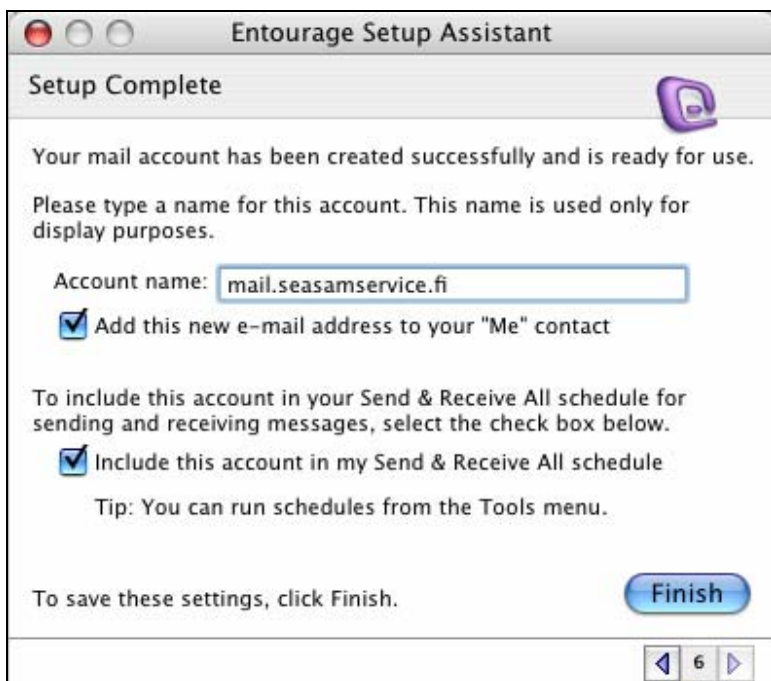 Entourage Setup Assistant
Setup Complete
Your mail account has been created successfully and is ready for use.
Please type a name for this account. This name is used only for
display purposes.
Account name: mail.seasamservice.fi
Add this new e-mail address to your "Me" contact
To include this account in your Send & Receive All schedule for
sending and receiving messages, select the check box below.
Include this account in my Send & Receive All schedule
Tip: You can run schedules from the Tools menu.
To save these settings, click Finish.
Finish
6